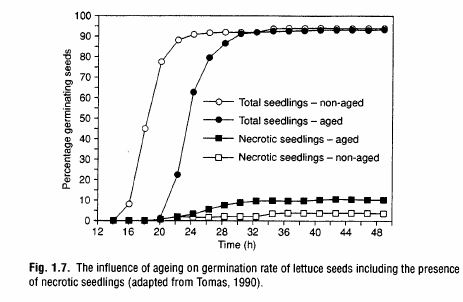 100
90
80
70
60
50
40
30
20
10
0
Percentage germinating seeds
Total seedlings – non-aged
Total seedlings – aged
Necrotic seedlings – aged
Necrotic seedlings – non-aged
12 16 20 24 28 32 36 40 44 48
Time (h)
Fig. 1.7. The influence of ageing on germination rate of lettuce seeds including the presence
of necrotic seedlings (adapted from Tomas, 1990).